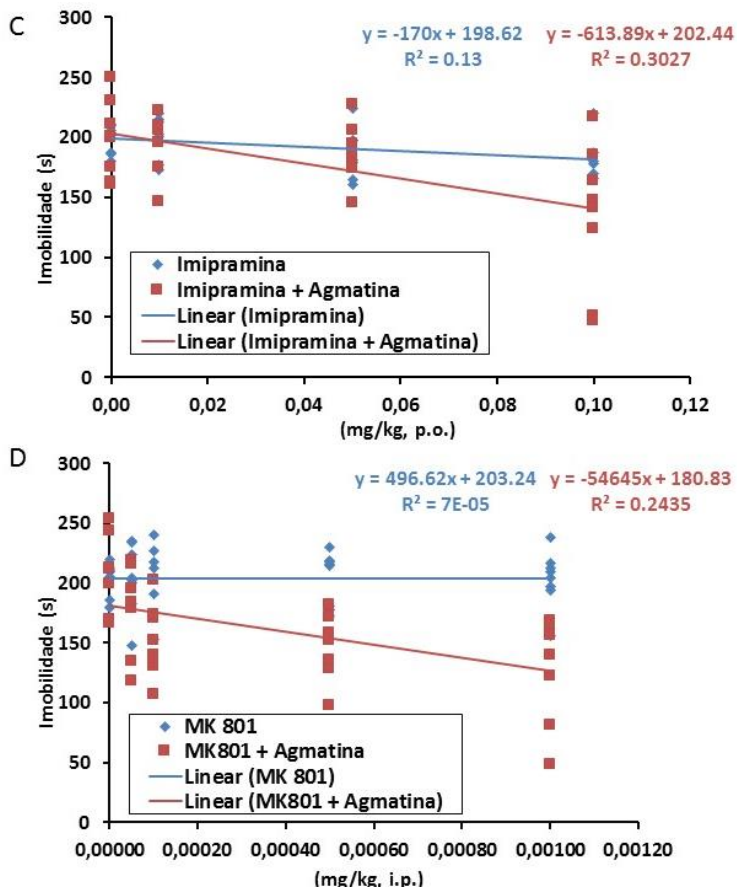 C
y = -170x + 198.62 y = -613.89x + 202.44
R² = 0.13 R² = 0.3027
Imobilidade (s)
300
250
200
150
100
50
0
Imipramina
Imipramina + Agmatina
Linear (Imipramina)
Linear (Imipramina + Agmatina)
0,00 0,02 0,04 0,06 0,08 0,10 0,12
(mg/kg, p.o.)
D
y = 496.62x + 203.24 y = -54645x + 180.83
R² = 7E-05 R² = 0.2435
Imobilidade (s)
300
250
200
150
100
50
0
MK 801
MK801 + Agmatina
Linear (MK 801)
Linear (MK801 + Agmatina)
0,00000 0,00020 0,00040 0,00060 0,00080 0,00100 0,00120
(mg/kg, i.p.)